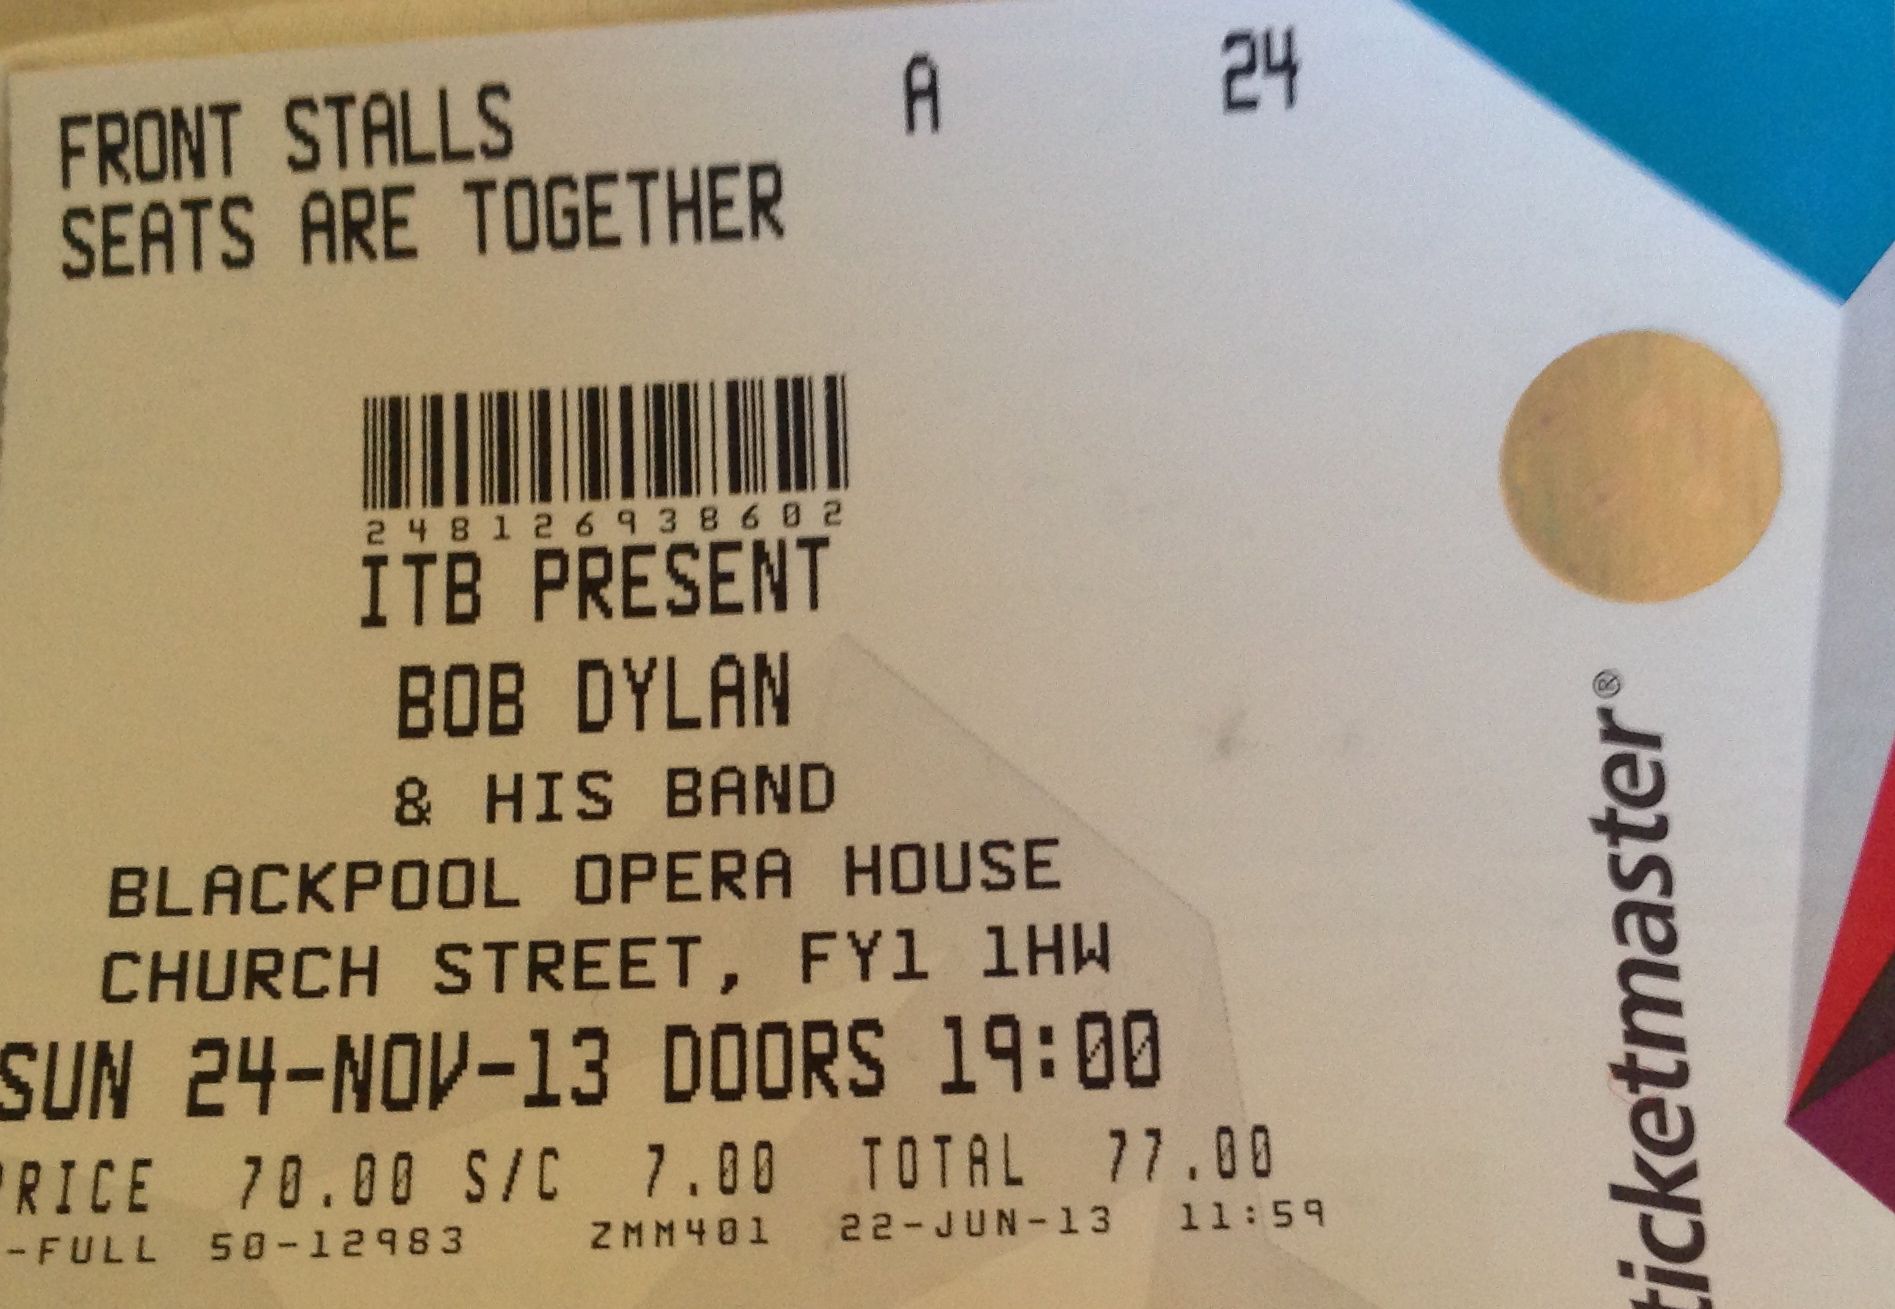 FRONT STALLS A 24
SEATS ARE TOGETHER
248126938602
ITB PRESENT
BOB DYLAN
& HIS BAND
BLACKPOOL OPERA HOUSE
CHURCH STREET, FY1 1HW
SUN 24-NOV-13 DOORS 19:00
PRICE 70.00 S/C 7.00 TOTAL 77.00
-FULL 50-12983 ZMM401 22-JUN-13 11:59
ticketmaster®